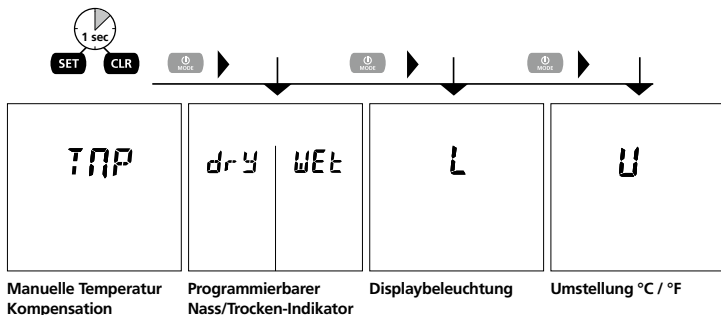 1 sec
SET CLR
MODE MODE MODE
TMP dry WEt L U
Manuelle Temperatur
Kompensation
Programmierbarer
Nass/Trocken-Indikator
Displaybeleuchtung
Umstellung °C / °F